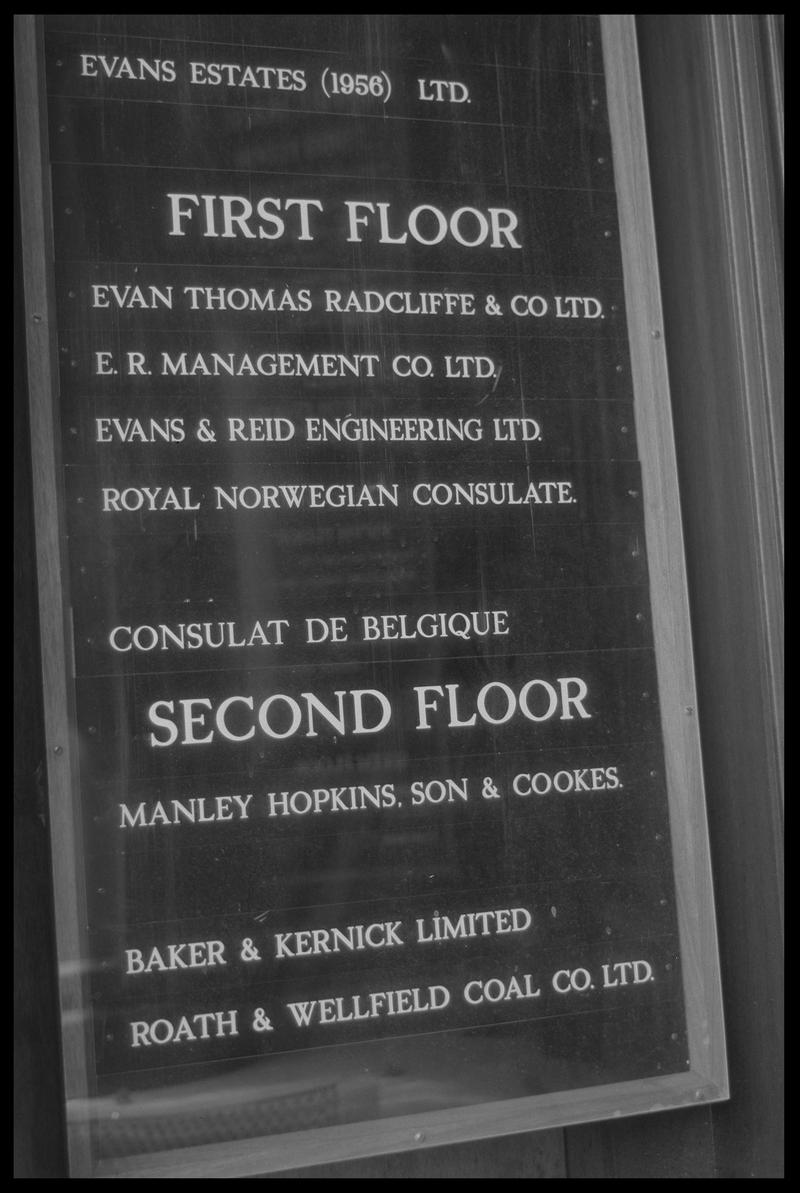 EVANS ESTATES (1956) LTD.
FIRST FLOOR
EVAN THOMAS RADCLIFFE & CO LTD.
E. R. MANAGEMENT CO. LTD.
EVANS & REID ENGINEERING LTD.
ROYAL NORWEGIAN CONSULATE.
CONSULAT DE BELGIQUE
SECOND FLOOR
MANLEY HOPKINS, SON & COOKES.
BAKER & KERNICK LIMITED
ROATH & WELLFIELD COAL CO. LTD.